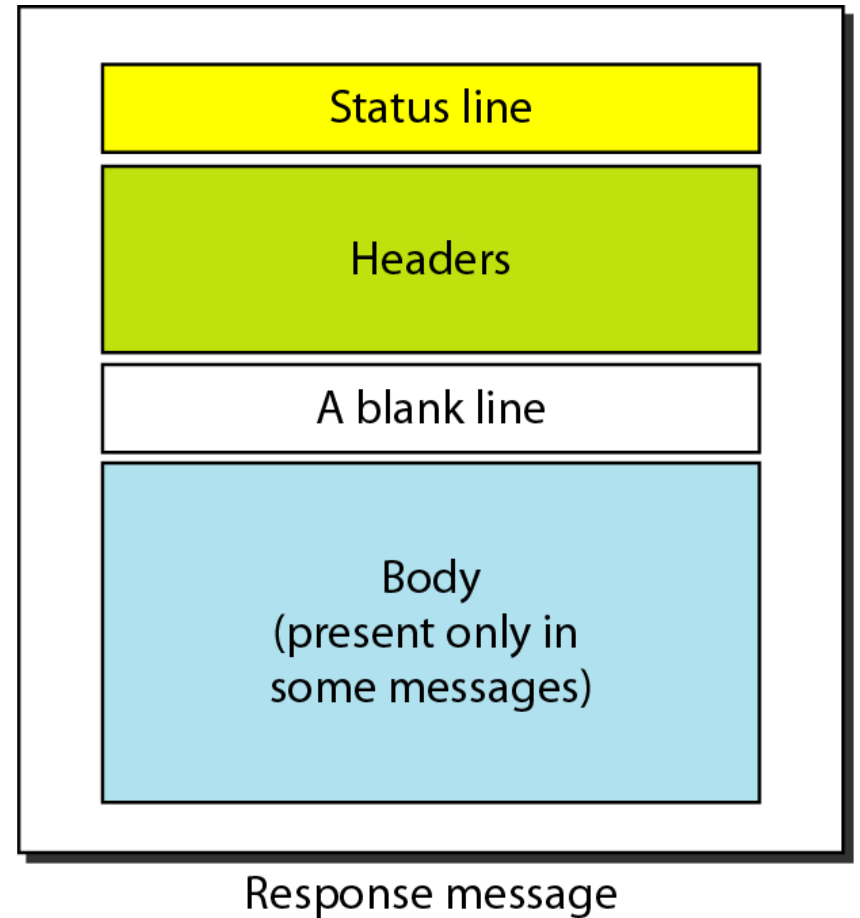 Status line
Headers
A blank line
Body
(present only in
some messages)
Response message